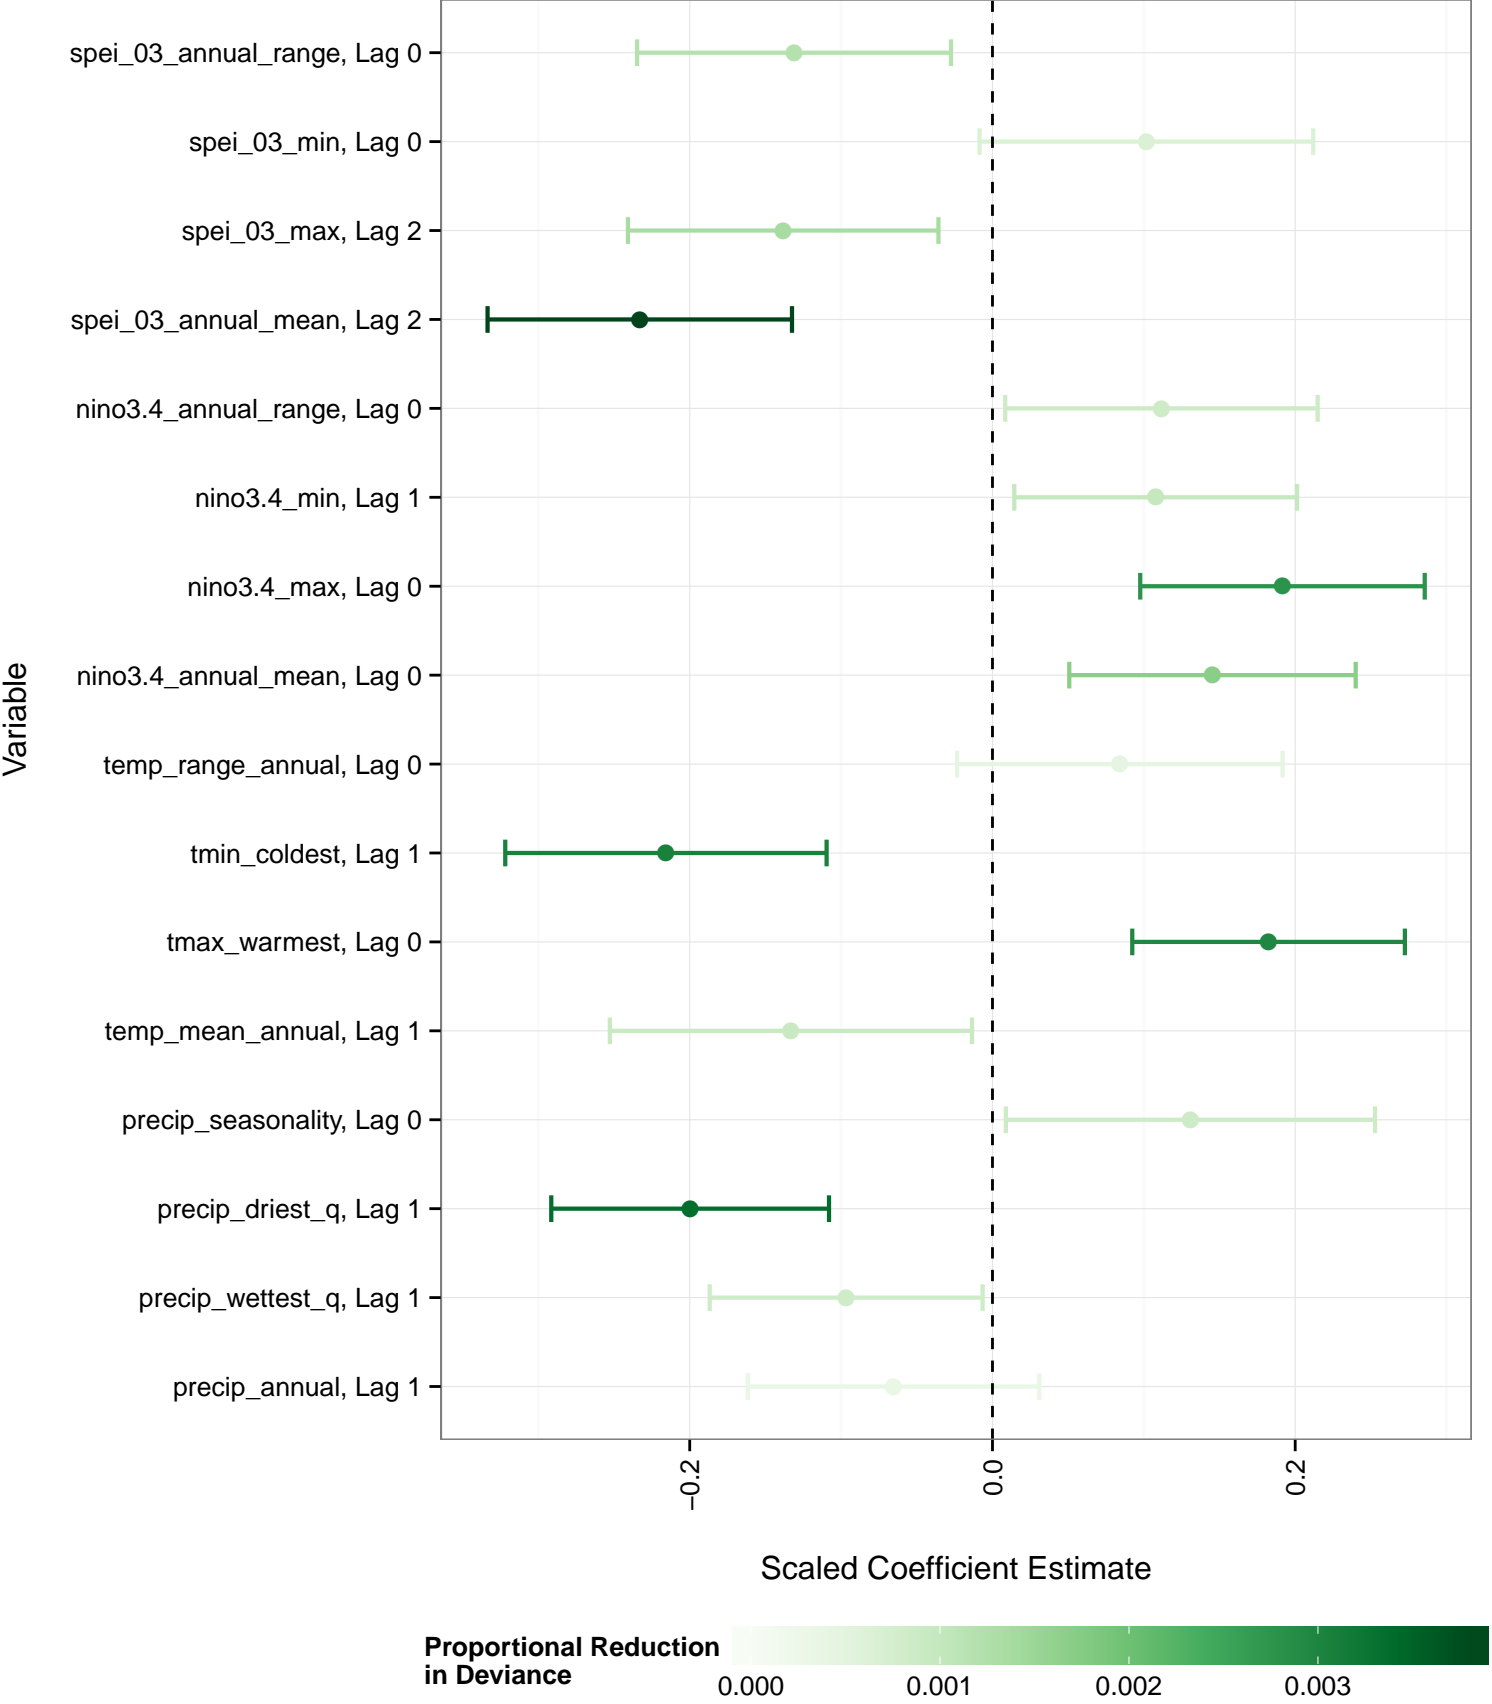 spei_03_annual_range, Lag 0
spei_03_min, Lag 0
spei_03_max, Lag 2
spei_03_annual_mean, Lag 2
nino3.4_annual_range, Lag 0
nino3.4_min, Lag 1
nino3.4_max, Lag 0
nino3.4_annual_mean, Lag 0
temp_range_annual, Lag 0
tmin_coldest, Lag 1
tmax_warmest, Lag 0
temp_mean_annual, Lag 1
precip_seasonality, Lag 0
precip_driest_q, Lag 1
precip_wettest_q, Lag 1
precip_annual, Lag 1
Variable
−0.2
0.0
0.2
Scaled Coefficient Estimate
Proportional Reduction
in Deviance
0.000
0.001
0.002
0.003